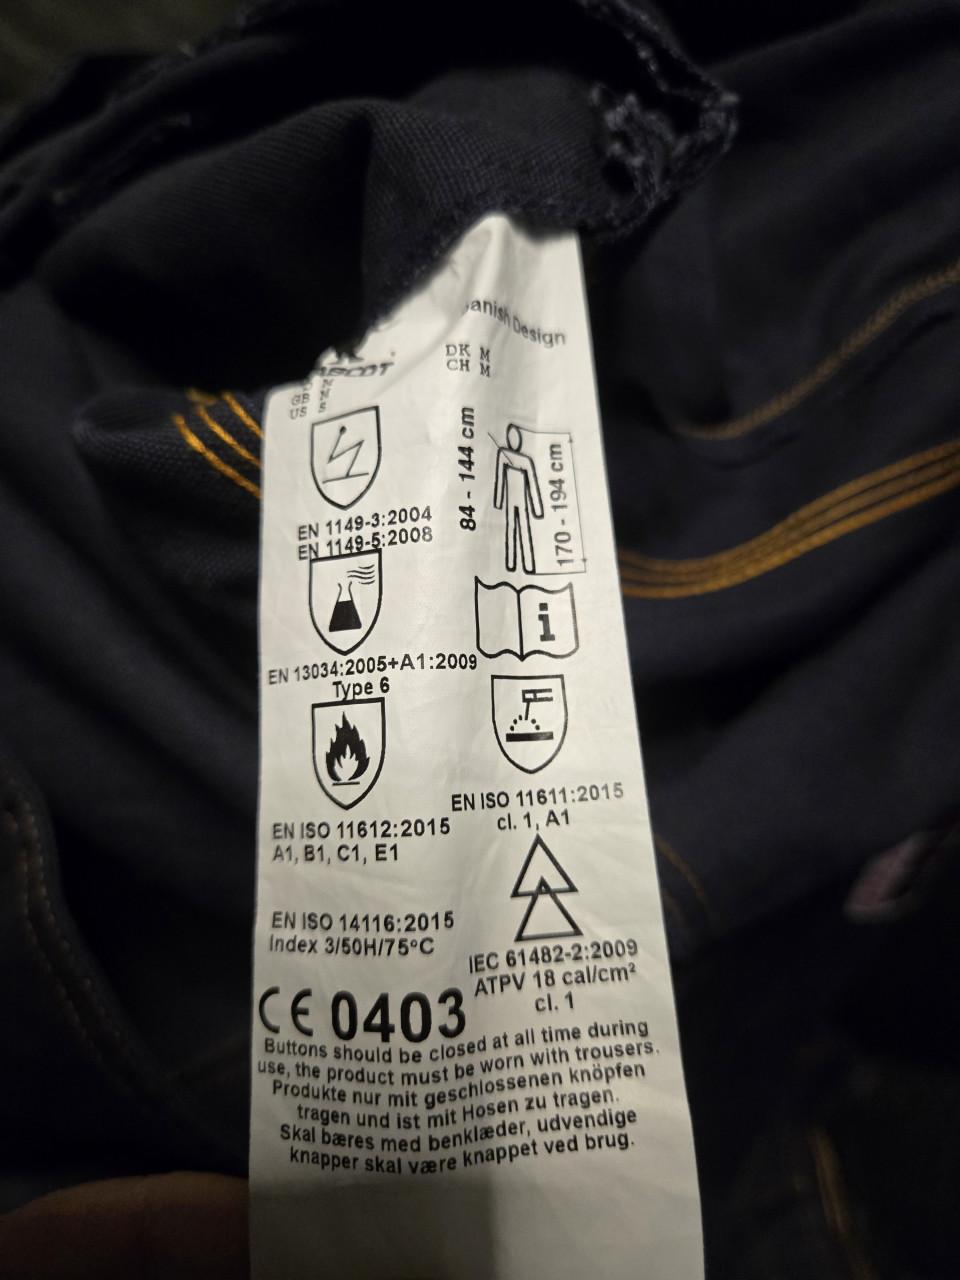 Design
DK M
CH M
GB M
US S
84 - 144 cm
170 - 194 cm
EN 1149-3:2004
EN 1149-5:2008
i
EN 13034:2005+A1:2009
Type 6
EN ISO 11611:2015
cl. 1, A1
EN ISO 11612:2015
A1, B1, C1, E1
EN ISO 14116:2015
Index 3/50H/75°C
IEC 61482-2:2009
ATPV 18 cal/cm²
cl. 1
CE 0403
Buttons should be closed at all time during
use, the product must be worn with trousers.
Produkte nur mit geschlossenen knöpfen
tragen und ist mit Hosen zu tragen.
Skal bæres med benklæder, udvendige
knapper skal være knappet ved brug.